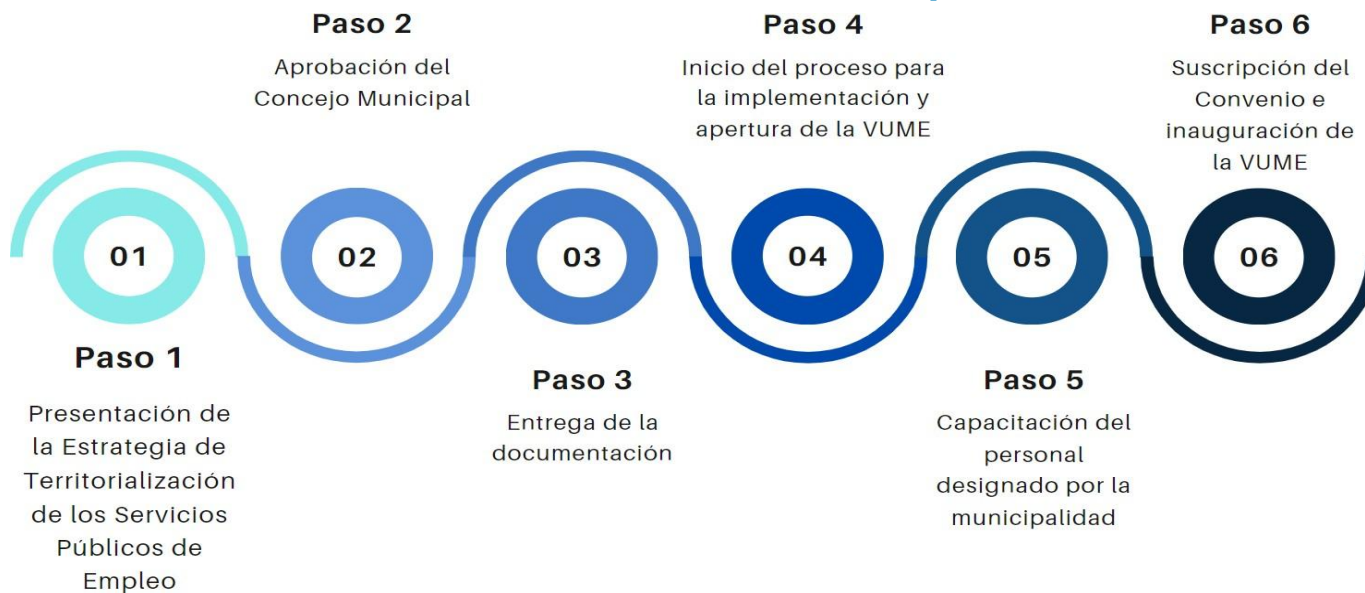 01
Paso 1
Presentación de
la Estrategia de
Territorialización
de los Servicios
Públicos de
Empleo
Paso 2
Aprobación del
Concejo Municipal
02
03
Paso 3
Entrega de la
documentación
Paso 4
Inicio del proceso para
la implementación y
apertura de la VUME
04
05
Paso 5
Capacitación del
personal
designado por la
municipalidad
Paso 6
Suscripción del
Convenio e
inauguración de
la VUME
06